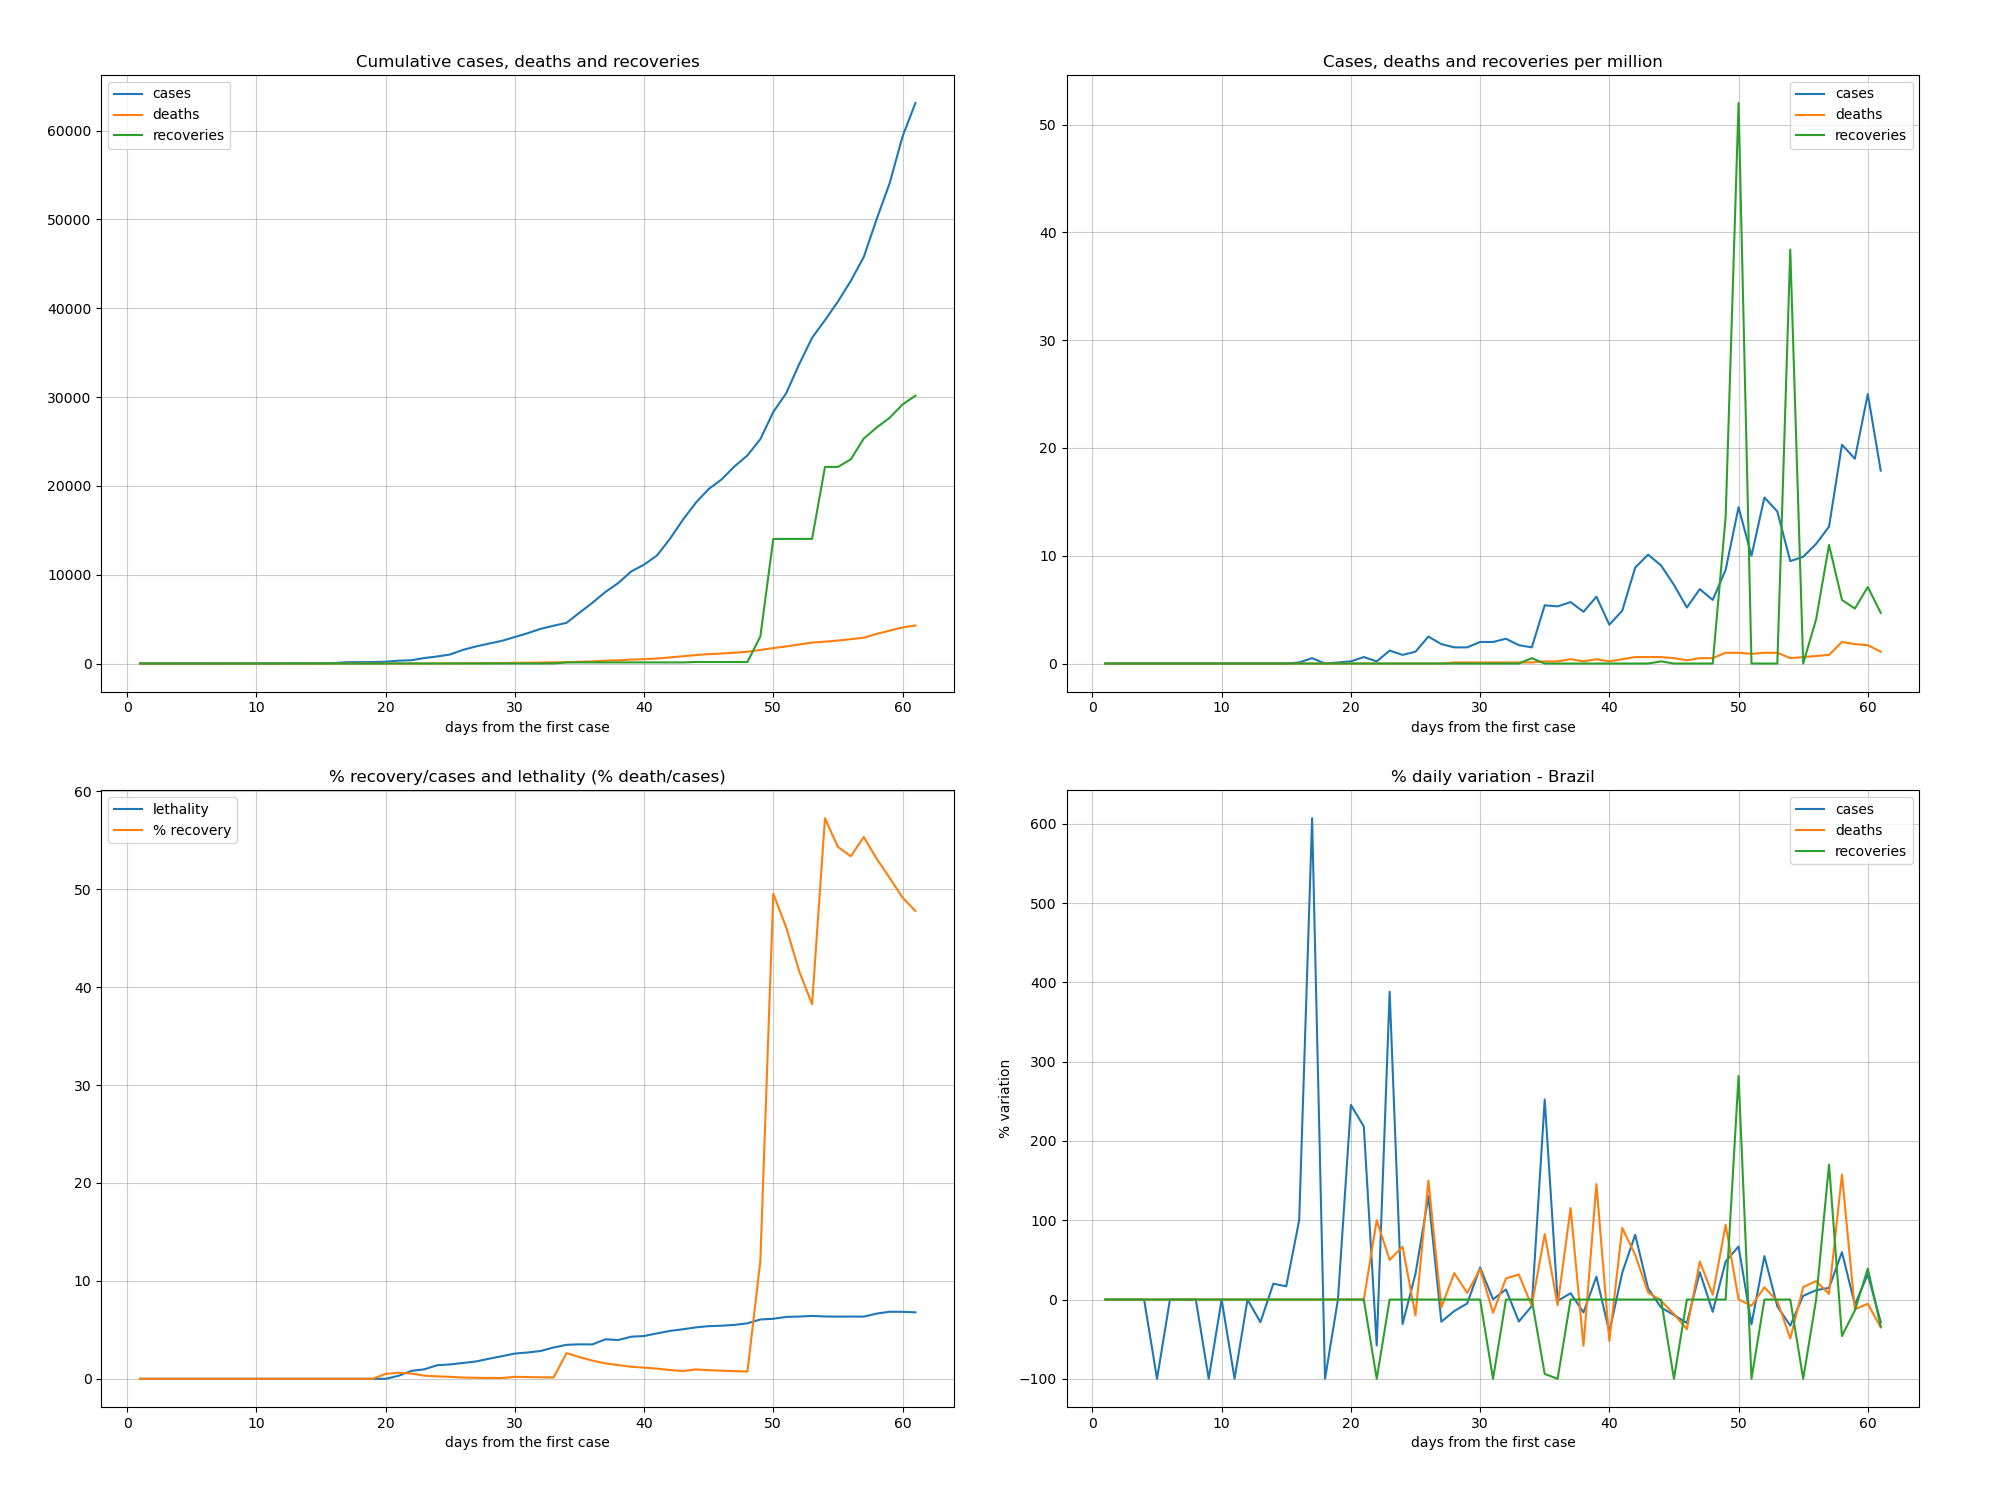 Cumulative cases, deaths and recoveries
cases
deaths
recoveries
60000
50000
40000
30000
20000
10000
0
0 10 20 30 40 50 60
days from the first case
Cases, deaths and recoveries per million
cases
deaths
recoveries
50
40
30
20
10
0
0 10 20 30 40 50 60
days from the first case
% recovery/cases and lethality (% death/cases)
lethality
% recovery
60
50
40
30
20
10
0
0 10 20 30 40 50 60
days from the first case
% daily variation - Brazil
cases
deaths
recoveries
% variation
600
500
400
300
200
100
0
−100
0 10 20 30 40 50 60
days from the first case